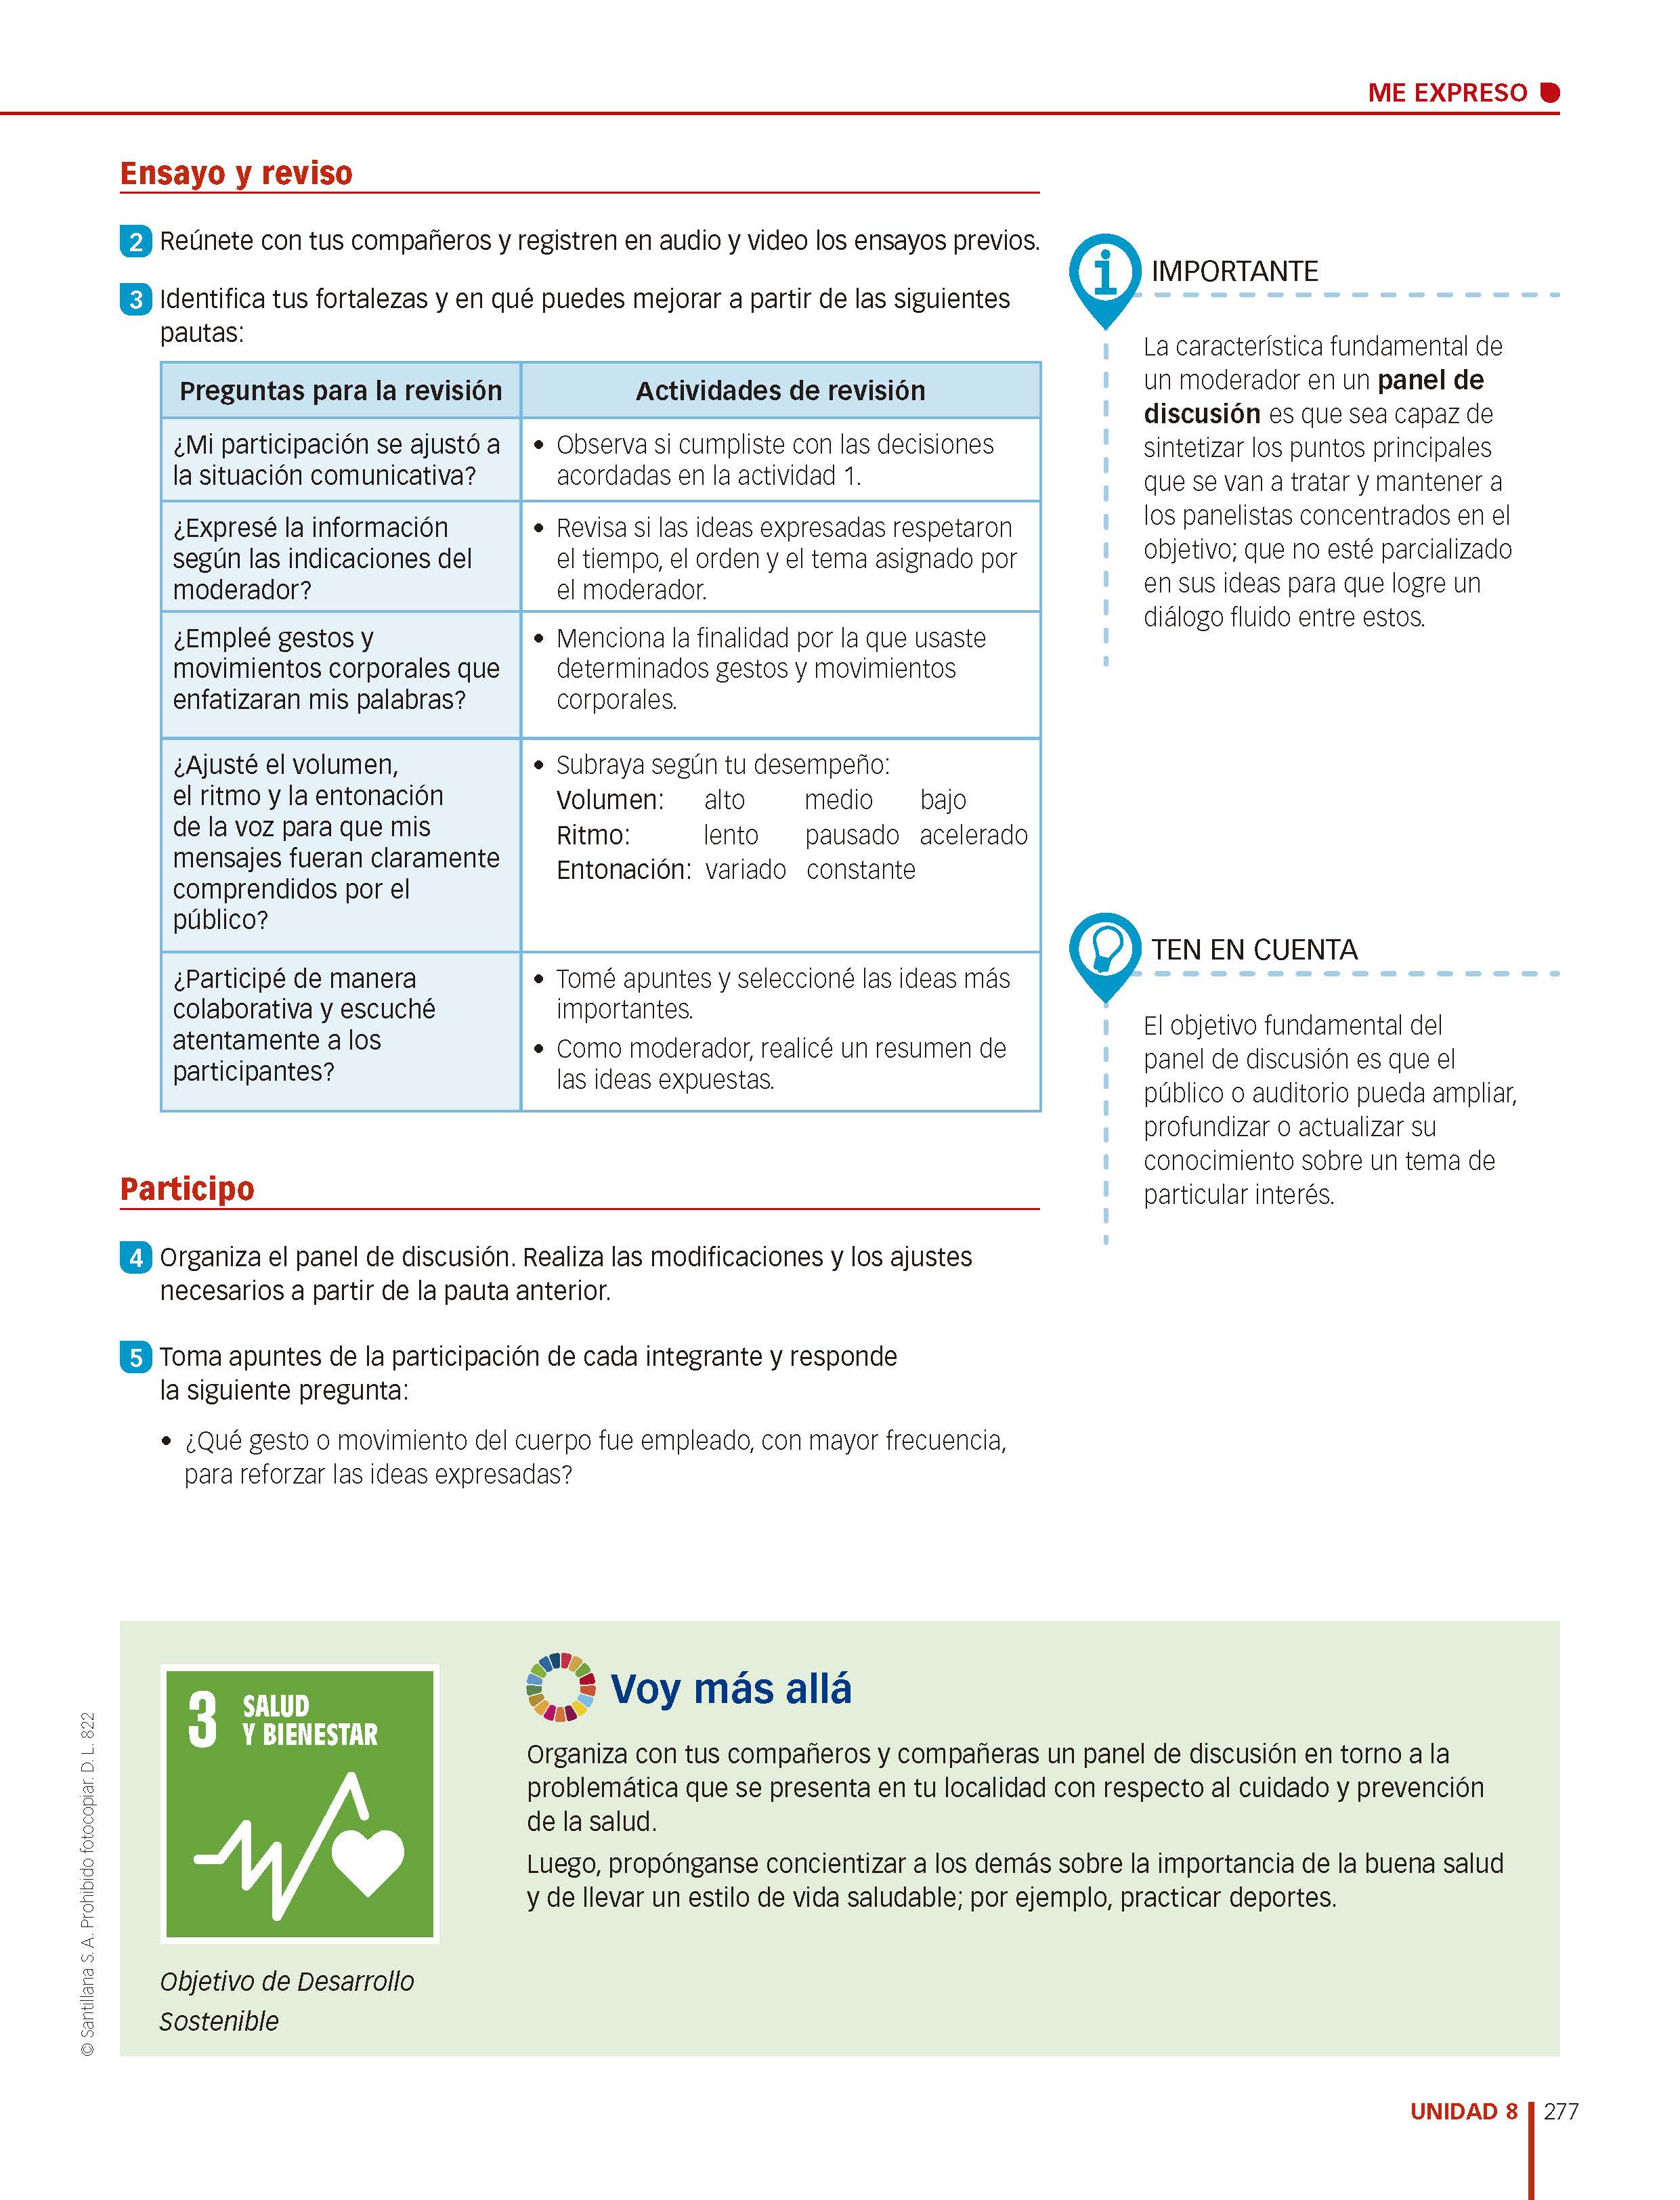 ME EXPRESO
Ensayo y reviso
2 Reúnete con tus compañeros y registren en audio y video los ensayos previos.
3 Identifica tus fortalezas y en qué puedes mejorar a partir de las siguientes
pautas:
Preguntas para la revisión
Actividades de revisión
¿Mi participación se ajustó a
la situación comunicativa?
• Observa si cumpliste con las decisiones
acordadas en la actividad 1.
¿Expresé la información
según las indicaciones del
moderador?
• Revisa si las ideas expresadas respetaron
el tiempo, el orden y el tema asignado por
el moderador.
¿Empleé gestos y
movimientos corporales que
enfatizaran mis palabras?
• Menciona la finalidad por la que usaste
determinados gestos y movimientos
corporales.
¿Ajusté el volumen,
el ritmo y la entonación
de la voz para que mis
mensajes fueran claramente
comprendidos por el
público?
• Subraya según tu desempeño:
Volumen: alto medio bajo
Ritmo: lento pausado acelerado
Entonación: variado constante
¿Participé de manera
colaborativa y escuché
atentamente a los
participantes?
• Tomé apuntes y seleccioné las ideas más
importantes.
• Como moderador, realicé un resumen de
las ideas expuestas.
Participo
4 Organiza el panel de discusión. Realiza las modificaciones y los ajustes
necesarios a partir de la pauta anterior.
5 Toma apuntes de la participación de cada integrante y responde
la siguiente pregunta:
• ¿Qué gesto o movimiento del cuerpo fue empleado, con mayor frecuencia,
para reforzar las ideas expresadas?
i IMPORTANTE
La característica fundamental de
un moderador en un panel de
discusión es que sea capaz de
sintetizar los puntos principales
que se van a tratar y mantener a
los panelistas concentrados en el
objetivo; que no esté parcializado
en sus ideas para que logre un
diálogo fluido entre estos.
TEN EN CUENTA
El objetivo fundamental del
panel de discusión es que el
público o auditorio pueda ampliar,
profundizar o actualizar su
conocimiento sobre un tema de
particular interés.
3 SALUD
Y BIENESTAR
Objetivo de Desarrollo
Sostenible
Voy más allá
Organiza con tus compañeros y compañeras un panel de discusión en torno a la
problemática que se presenta en tu localidad con respecto al cuidado y prevención
de la salud.
Luego, propónganse concientizar a los demás sobre la importancia de la buena salud
y de llevar un estilo de vida saludable; por ejemplo, practicar deportes.
© Santillana S. A. Prohibido fotocopiar. D. L. 822
UNIDAD 8 277